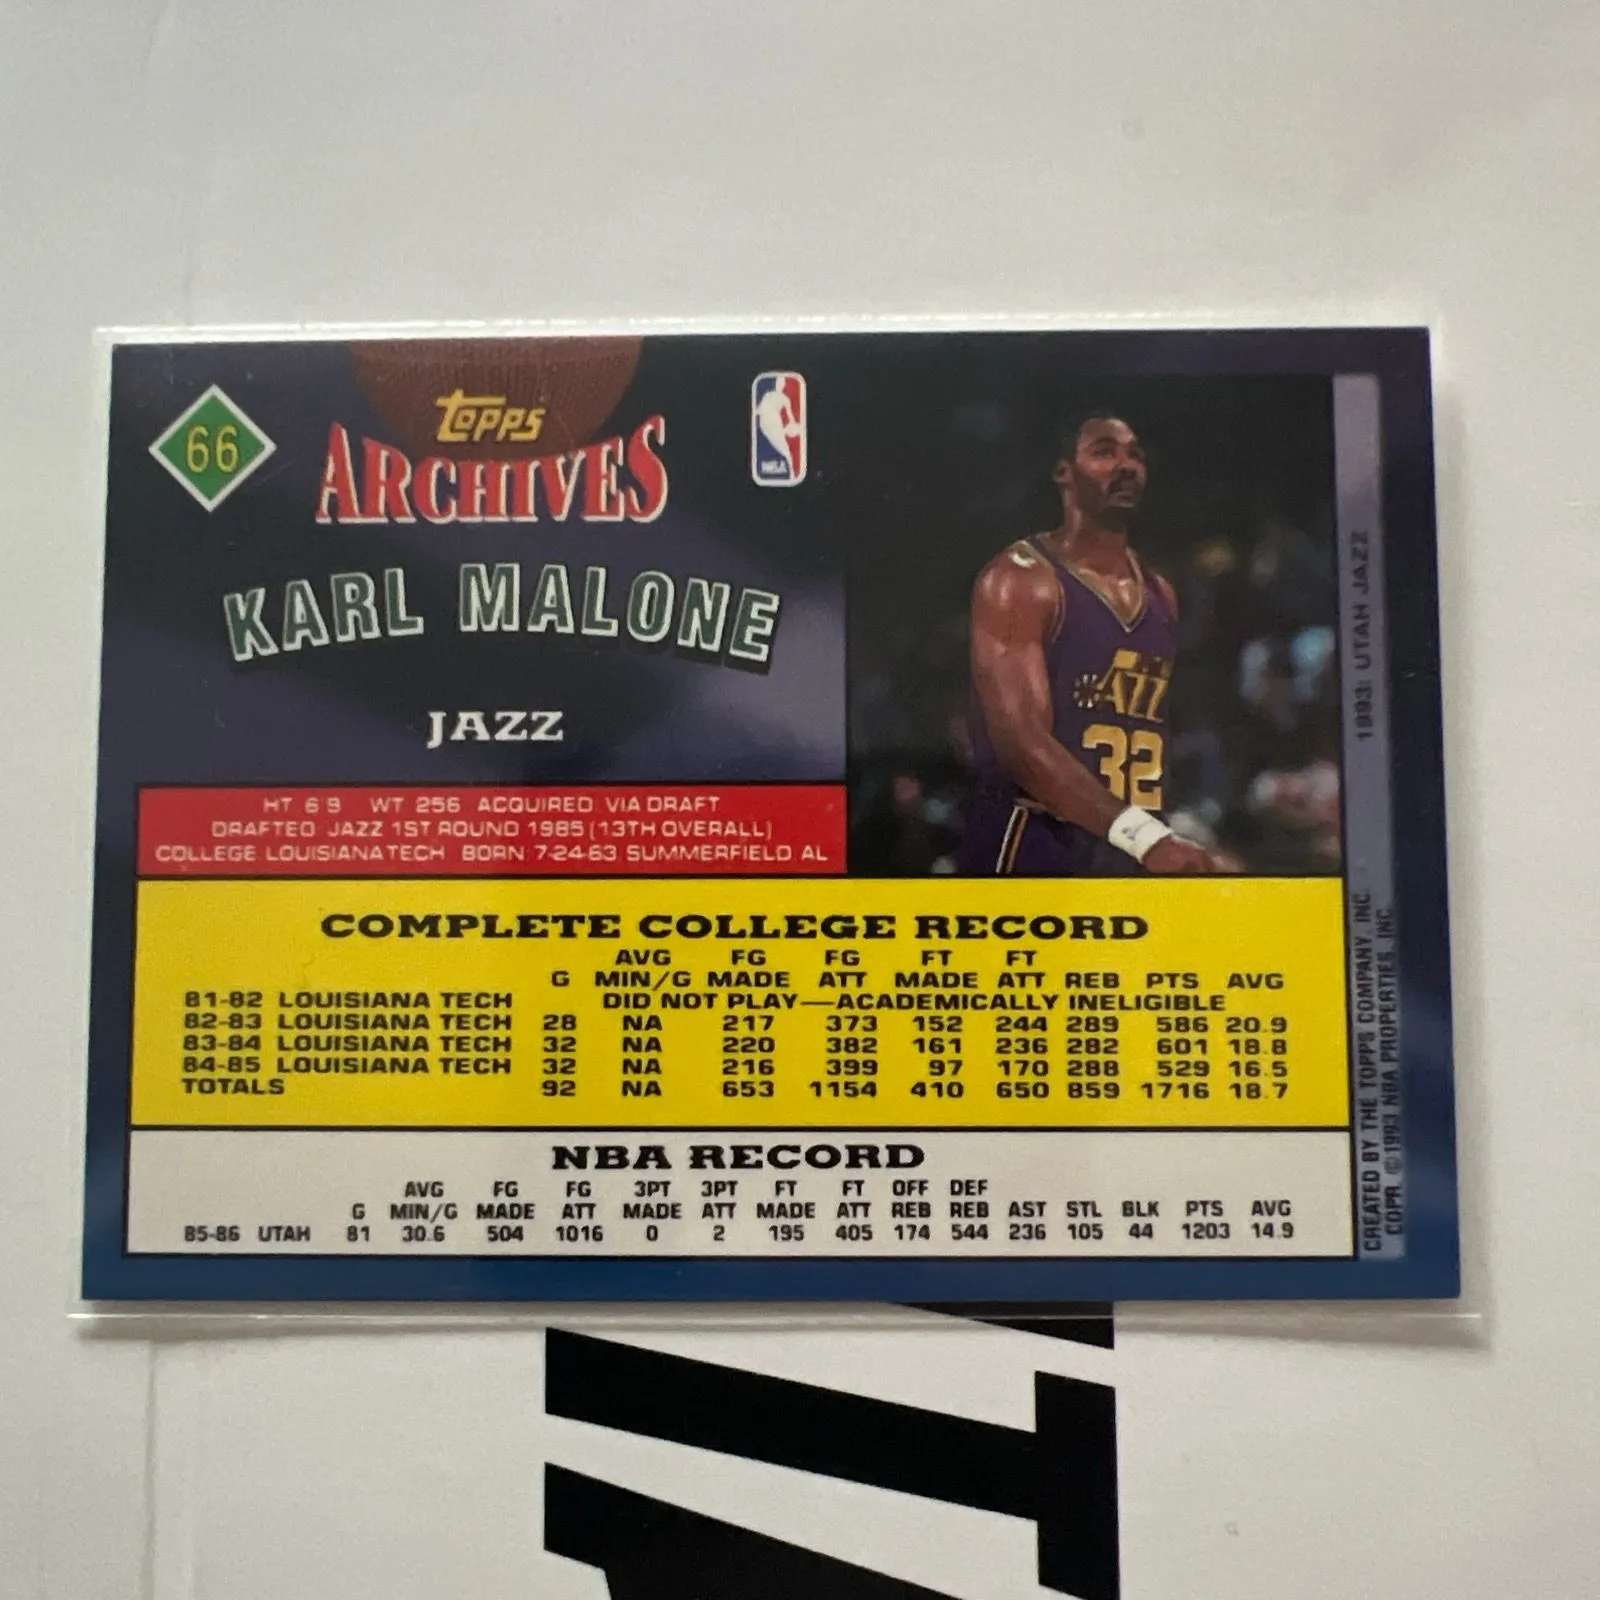 66
Topps
ARCHIVES
NBA
KARL MALONE
JAZZ
HT 6 9 WT 256 ACQUIRED VIA DRAFT
DRAFTED JAZZ 1ST ROUND 1985 (13TH OVERALL)
COLLEGE LOUISIANA TECH BORN 7-24-63 SUMMERFIELD AL
JAZZ
32
1993: UTAH JAZZ
COMPLETE COLLEGE RECORD
AVG FG FG FT FT
G MIN/G MADE ATT MADE ATT REB PTS AVG
81-82 LOUISIANA TECH DID NOT PLAY—ACADEMICALLY INELIGIBLE
82-83 LOUISIANA TECH 28 NA 217 373 152 244 289 586 20.9
83-84 LOUISIANA TECH 32 NA 220 382 161 236 282 601 18.8
84-85 LOUISIANA TECH 32 NA 216 399 97 170 288 529 16.5
TOTALS 92 NA 653 1154 410 650 859 1716 18.7
NBA RECORD
AVG FG FG 3PT 3PT FT FT OFF DEF
G MIN/G MADE ATT MADE ATT MADE ATT REB REB AST STL BLK PTS AVG
85-86 UTAH 81 30.6 504 1016 0 2 195 405 174 544 236 105 44 1203 14.9
CREATED BY THE TOPPS COMPANY, INC.
COPR. © 1993 NBA PROPERTIES, INC